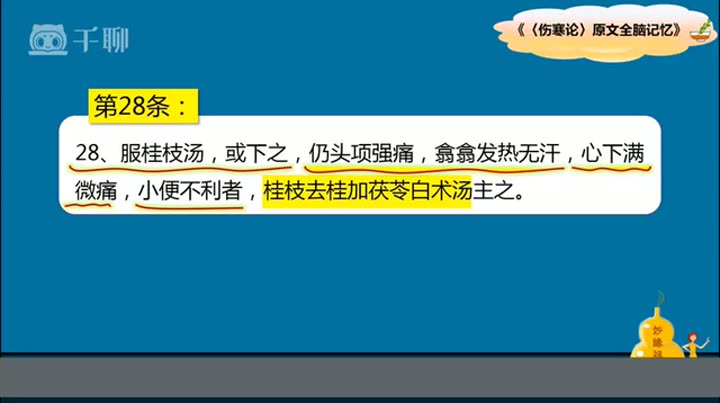 千聊
《〈伤寒论〉原文全脑记忆》
第28条：
28、服桂枝汤，或下之，仍头项强痛，翕翕发热无汗，心下满
微痛，小便不利者，桂枝去桂加茯苓白术汤主之。